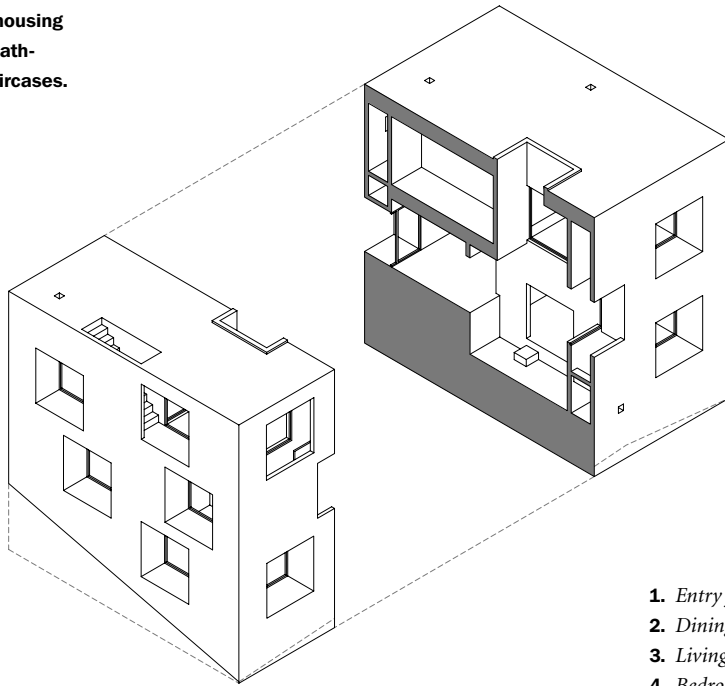 housing
ath-
ircases.
1. Entry
2. Dining
3. Living
4. Bedro